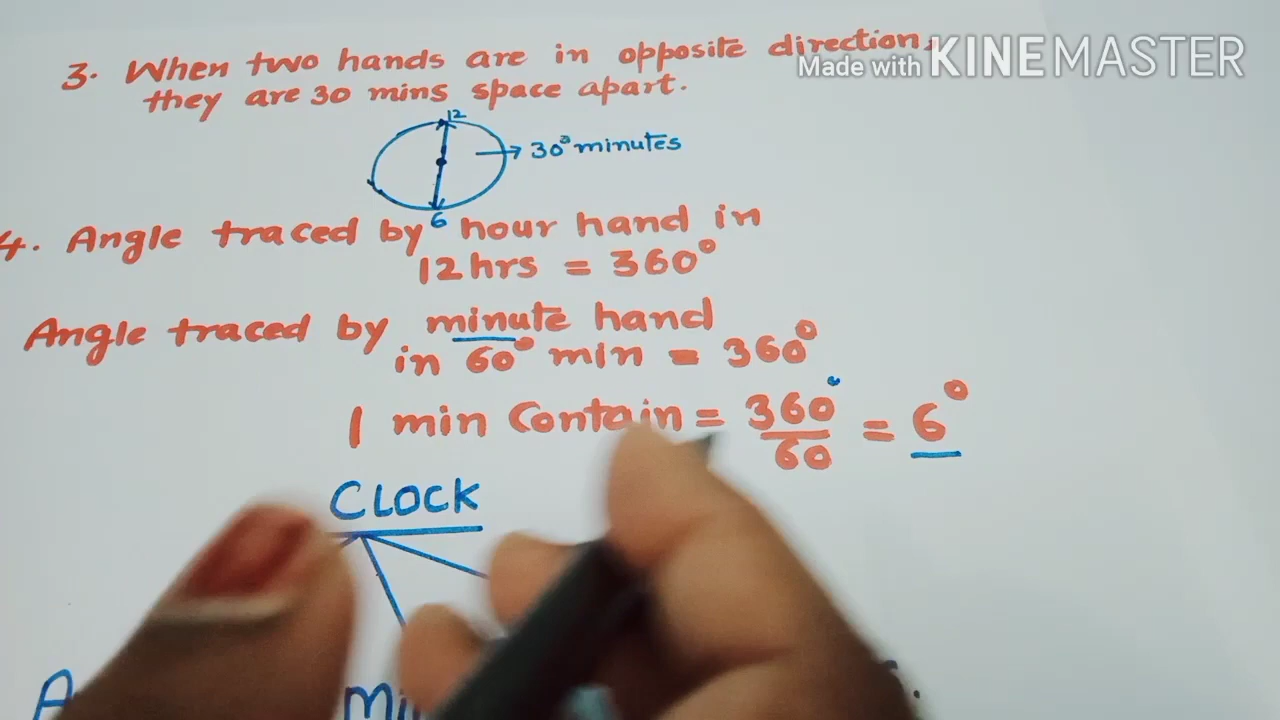 3. When two hands are in opposite direction,
they are 30 mins space apart.
Made with KINEMASTER
12
30° minutes
6
4. Angle traced by hour hand in
12 hrs = 360°
Angle traced by minute hand
in 60° min = 360°
1 min Contain = 360°/60 = 6°
CLOCK